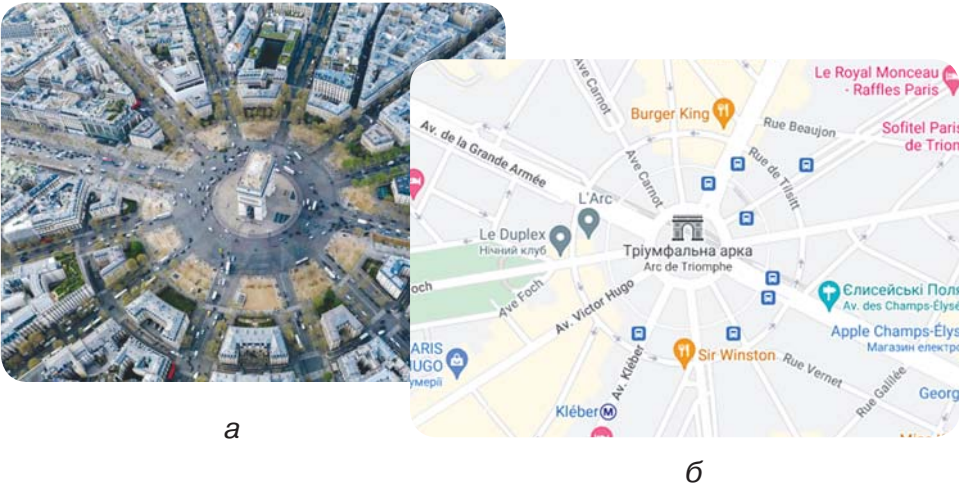 Le Royal Monceau
- Raffles Paris
Ave Carnot
Burger King
Rue Beaujon
Sofitel Paris
de Triom
Av. de la Grande Armée
Ave Carnot
Rue de Tilsitt
L'Arc
Le Duplex
Нічний клуб
Тріумфальна арка
Arc de Triomphe
Foch
Ave Foch
Єлисейські Поля
Av. des Champs-Élysé
Av. Victor Hugo
Apple Champs-Élys
Магазин електро
ARIS
UGO
умерії
Sir Winston
Rue Vernet
Av. Kléber
Rue Galilée
Georg
Kléber
M
а
б